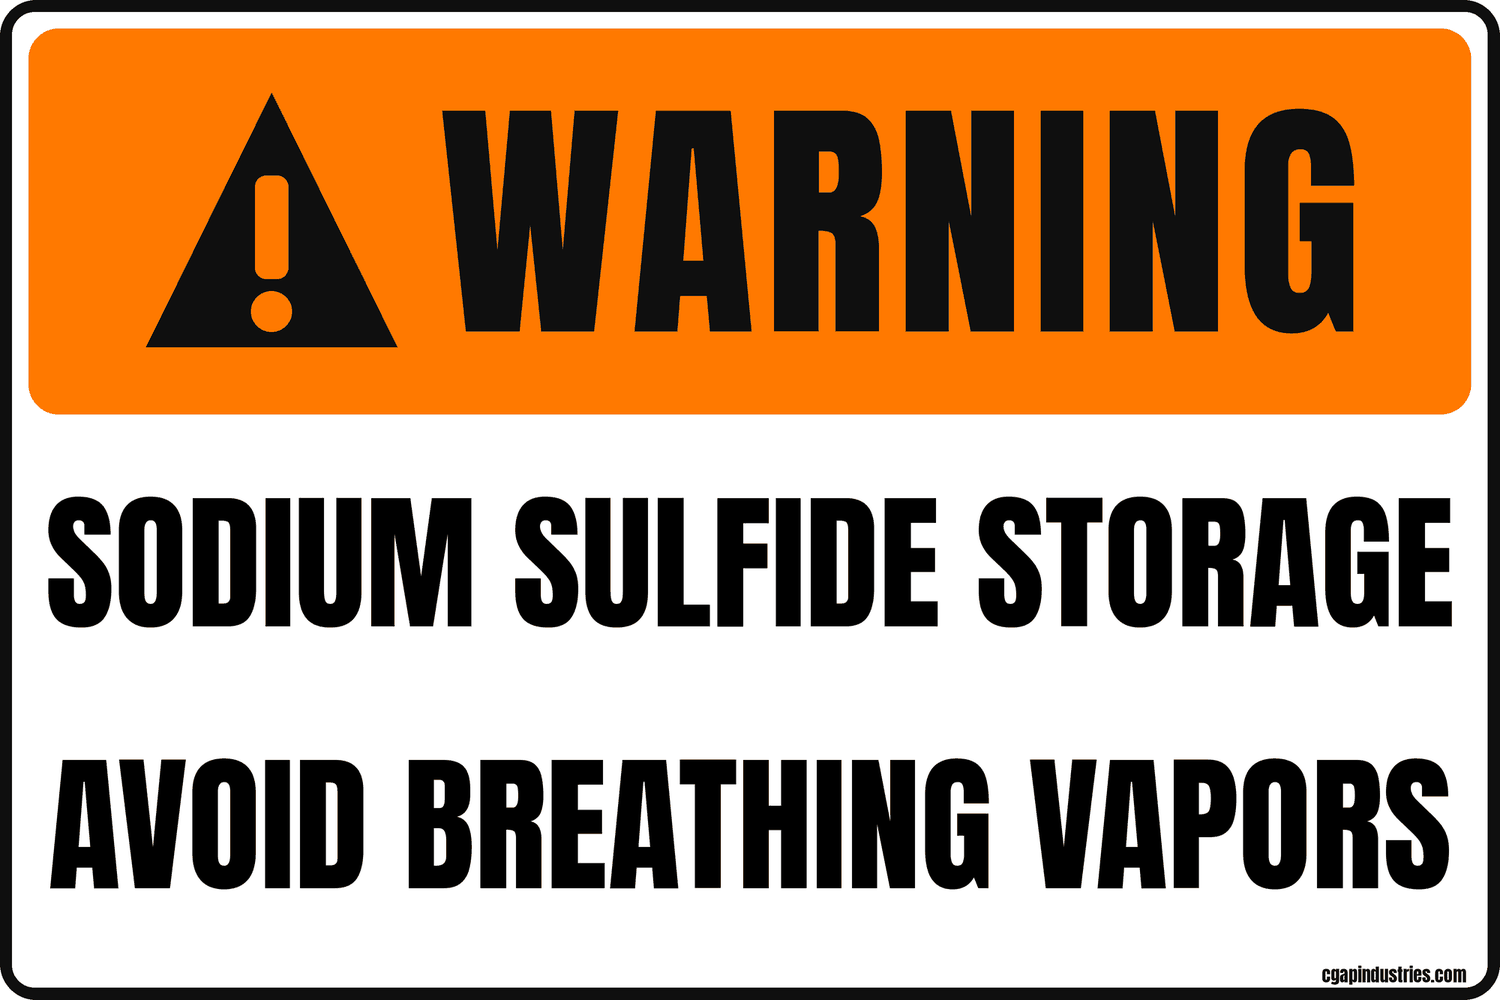 WARNING
SODIUM SULFIDE STORAGE
AVOID BREATHING VAPORS
cgapindustries.com